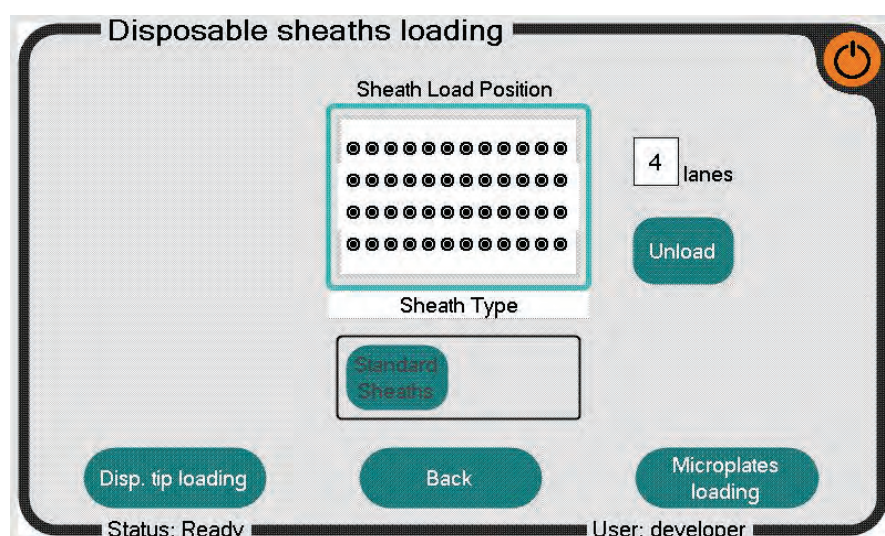 Disposable sheaths loading
Sheath Load Position
4 lanes
Unload
Sheath Type
Standard
Sheaths
Disp. tip loading
Back
Microplates
loading
Status: Ready
User: developer